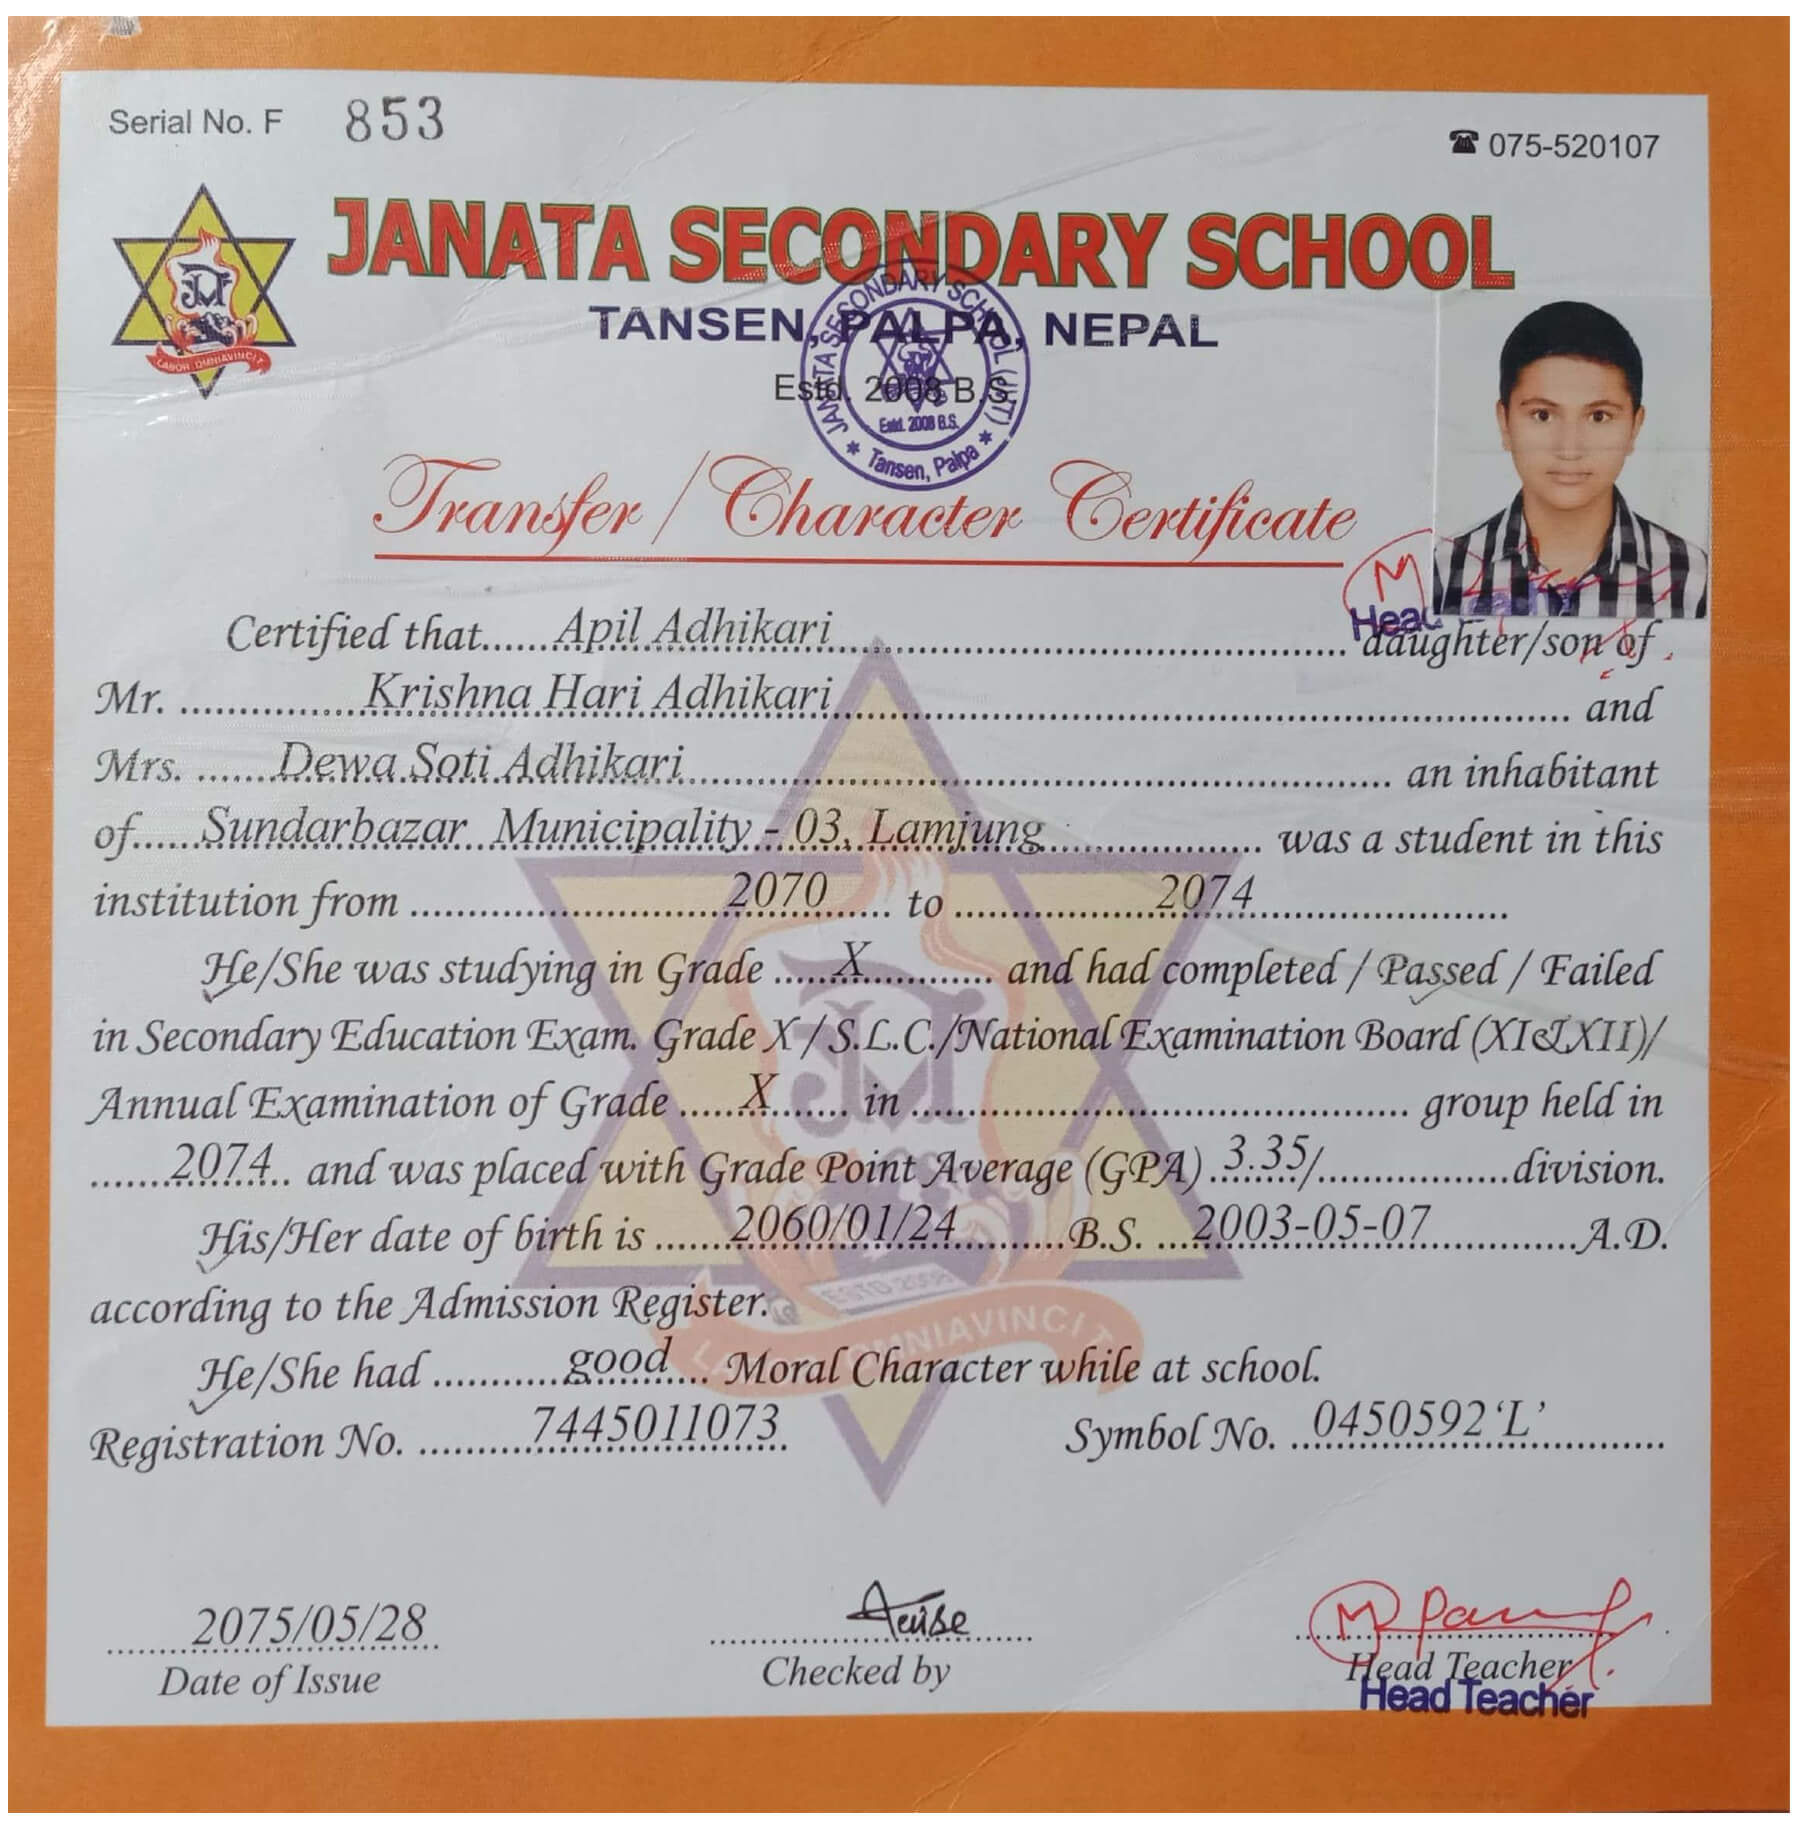 Serial No. F 853
☎ 075-520107
JANATA SECONDARY SCHOOL
TANSEN, PALPA, NEPAL
Estd. 2008 B.S.
JANATA SECONDARY SCHOOL
Estd. 2008 B.S.
Tansen, Palpa
LABOR OMNIAVINCIT
Transfer / Character Certificate
Head Teacher
Certified that...... Apil Adhikari ...... daughter/son of
Mr. ...... Krishna Hari Adhikari ...... and
Mrs. ...... Dewa Soti Adhikari ...... an inhabitant
of...... Sundarbazar Municipality - 03, Lamjung ...... was a student in this
institution from ...... 2070 ...... to ...... 2074 ......
He/She was studying in Grade ...... X ...... and had completed / Passed / Failed
in Secondary Education Exam. Grade X / S.L.C./National Examination Board (XI&XII)/
Annual Examination of Grade ...... X ...... in ...... group held in
...... 2074 ...... and was placed with Grade Point Average (GPA) 3.35/......division.
His/Her date of birth is ...... 2060/01/24 ......B.S. ...2003-05-07......A.D.
according to the Admission Register.
ESTD 2008
LABOR OMNIAVINCIT
He/She had ...... good ...... Moral Character while at school.
Registration No. ...... 7445011073 ...... Symbol No. ...0450592 'L'......
2075/05/28
Date of Issue
Checked by
Head Teacher
Head Teacher